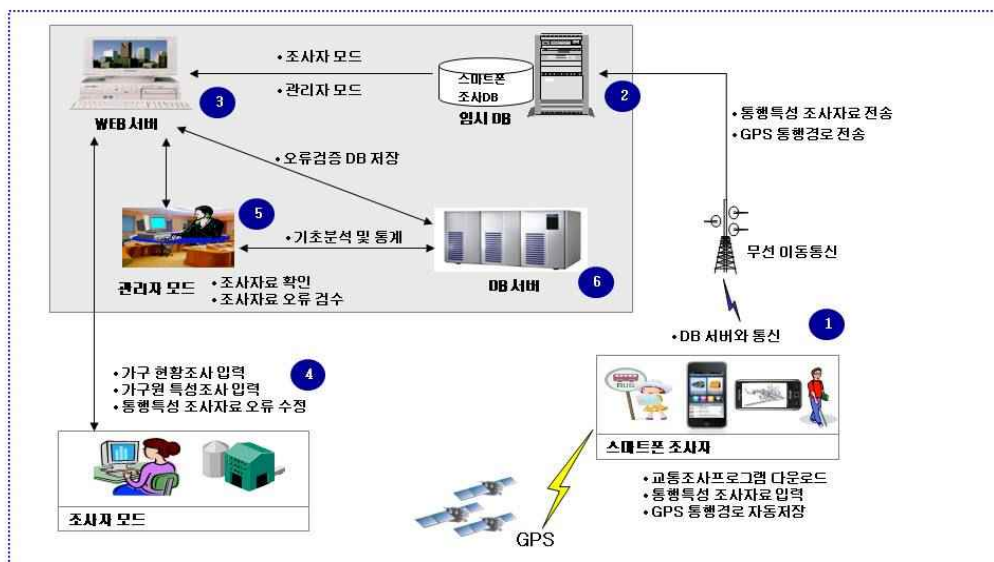 • 조사자 모드
• 관리자 모드
스마트폰
조사DB
임시 DB
2
3
WEB 서버
• 통행특성 조사자료 전송
• GPS 통행경로 전송
• 오류검증 DB 저장
5
• 기초분석 및 통계
무선 이동통신
관리자 모드
• 조사자료 확인
• 조사자료 오류 검수
DB 서버
6
• DB 서버와 통신
1
• 가구 현황조사 입력
• 가구원 특성조사 입력
• 통행특성 조사자료 오류 수정
4
BUS
스마트폰 조사자
• 교통조사프로그램 다운로드
• 통행특성 조사자료 입력
• GPS 통행경로 자동저장
조사자 모드
GPS